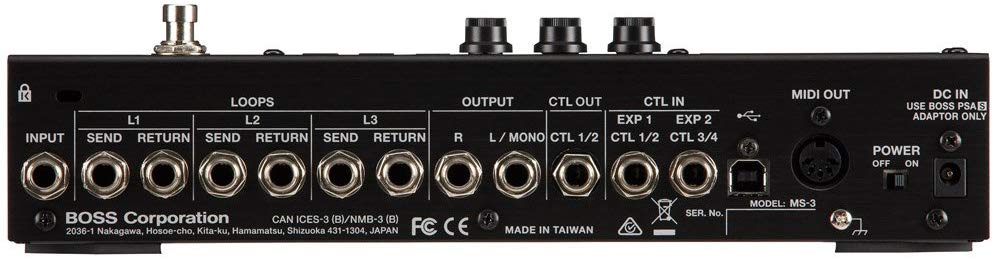 LOOPS
OUTPUT
CTL OUT
CTL IN
MIDI OUT
DC IN
USE BOSS PSA S
ADAPTOR ONLY
L1
L2
L3
EXP 1
EXP 2
INPUT
SEND
RETURN
SEND
RETURN
SEND
RETURN
R
L / MONO
CTL 1/2
CTL 1/2
CTL 3/4
POWER
OFF
ON
K
BOSS Corporation
2036-1 Nakagawa, Hosoe-cho, Kita-ku, Hamamatsu, Shizuoka 431-1304, JAPAN
CAN ICES-3 (B)/NMB-3 (B)
FC CE
MADE IN TAIWAN
SER. No.
MODEL: MS-3